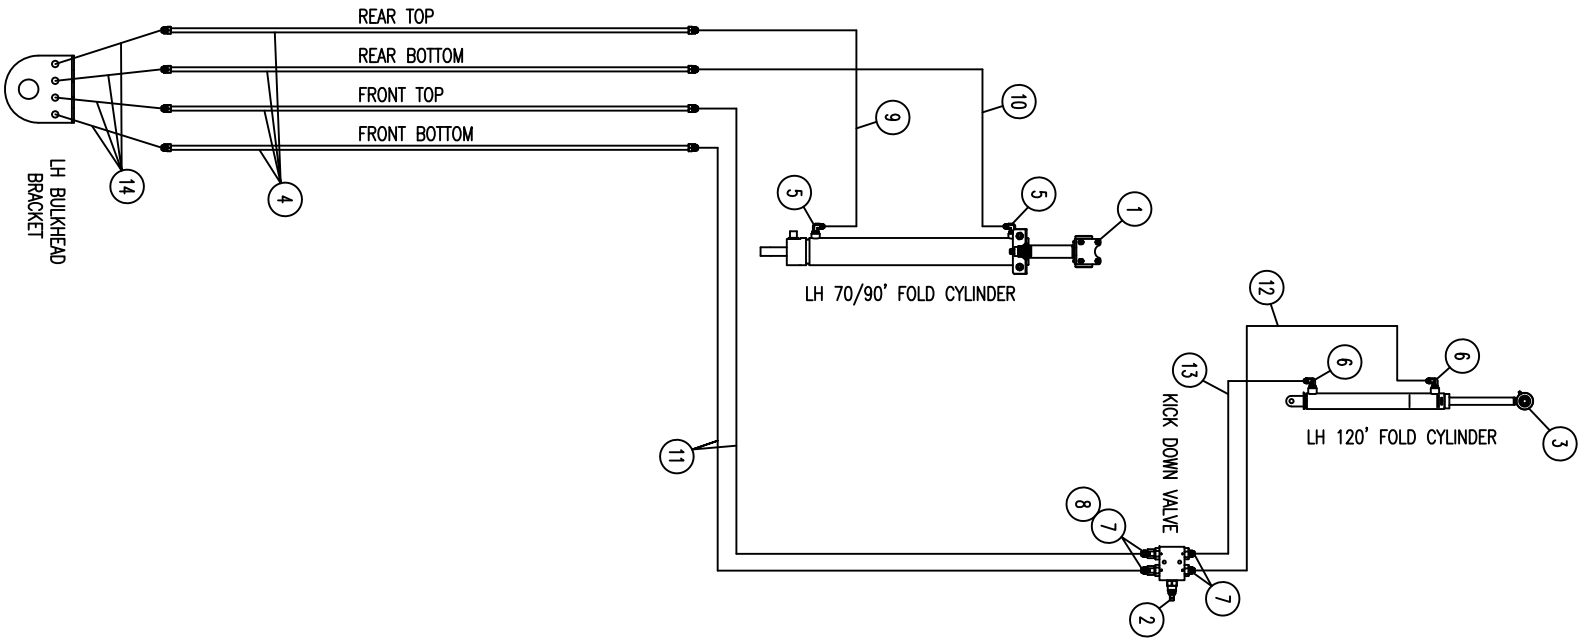 REAR TOP
REAR BOTTOM
FRONT TOP
FRONT BOTTOM
14
4
LH BULKHEAD
BRACKET
9
10
5
5
1
LH 70/90' FOLD CYLINDER
12
13
6
6
LH 120' FOLD CYLINDER
3
KICK DOWN VALVE
11
8
7
7
2